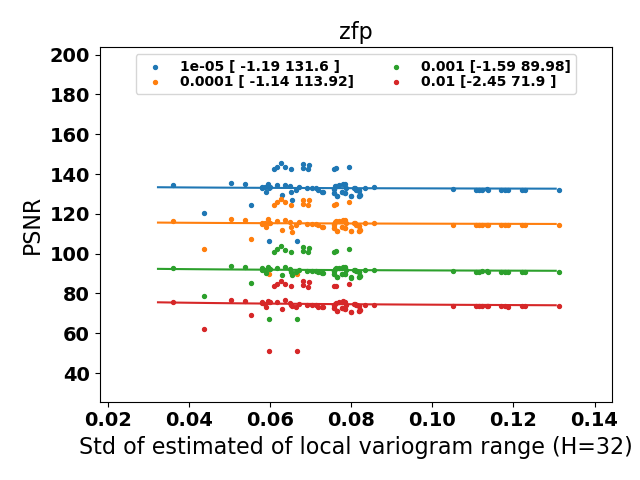 zfp
1e-05 [ -1.19 131.6 ]
0.0001 [ -1.14 113.92]
0.001 [-1.59 89.98]
0.01 [-2.45 71.9 ]
200
180
160
140
120
100
80
60
40
PSNR
0.02 0.04 0.06 0.08 0.10 0.12 0.14
Std of estimated of local variogram range (H=32)